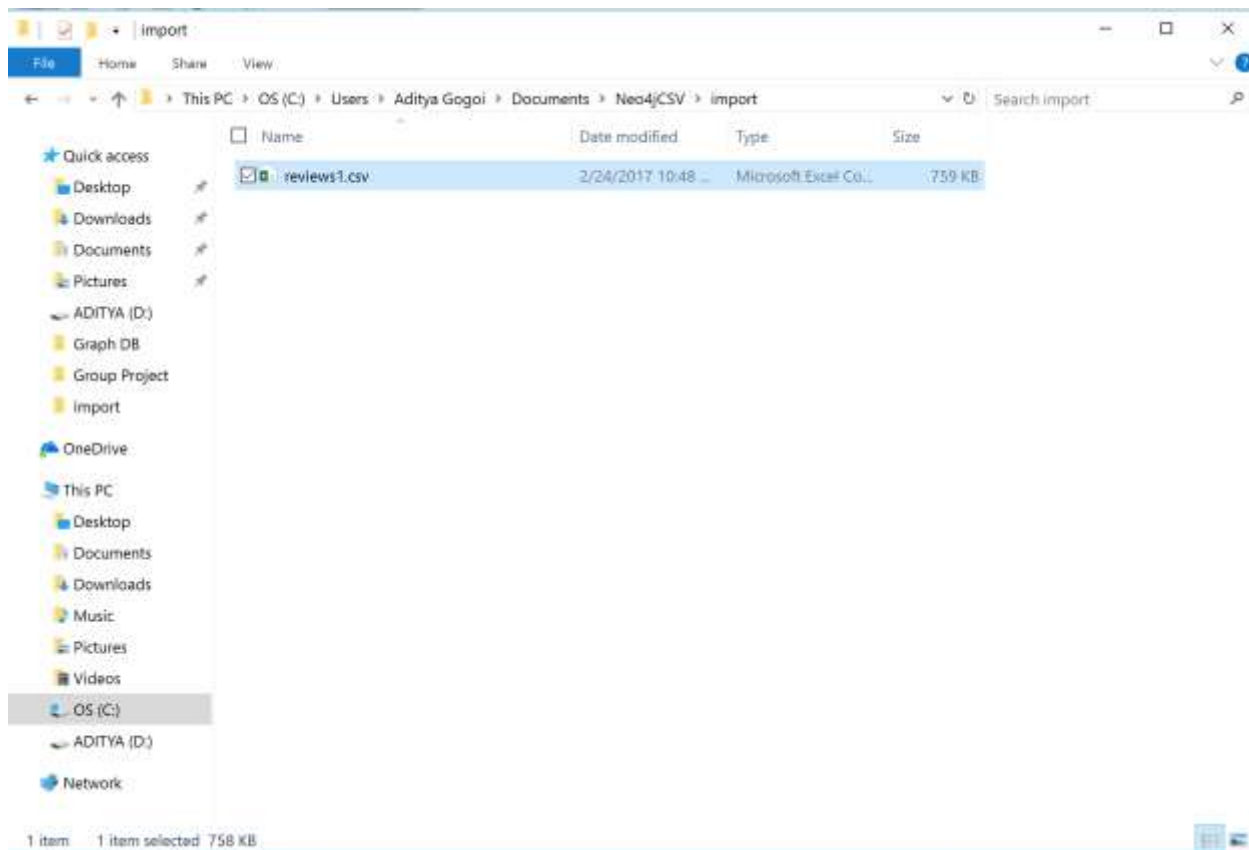 import
File Home Share View
This PC › OS (C:) › Users › Aditya Gogoi › Documents › Neo4jCSV › import Search import
Name Date modified Type Size
reviews1.csv 2/24/2017 10:48 ... Microsoft Excel Co... 759 KB
Quick access
Desktop
Downloads
Documents
Pictures
ADITYA (D:)
Graph DB
Group Project
import
OneDrive
This PC
Desktop
Documents
Downloads
Music
Pictures
Videos
OS (C:)
ADITYA (D:)
Network
1 item 1 item selected 758 KB